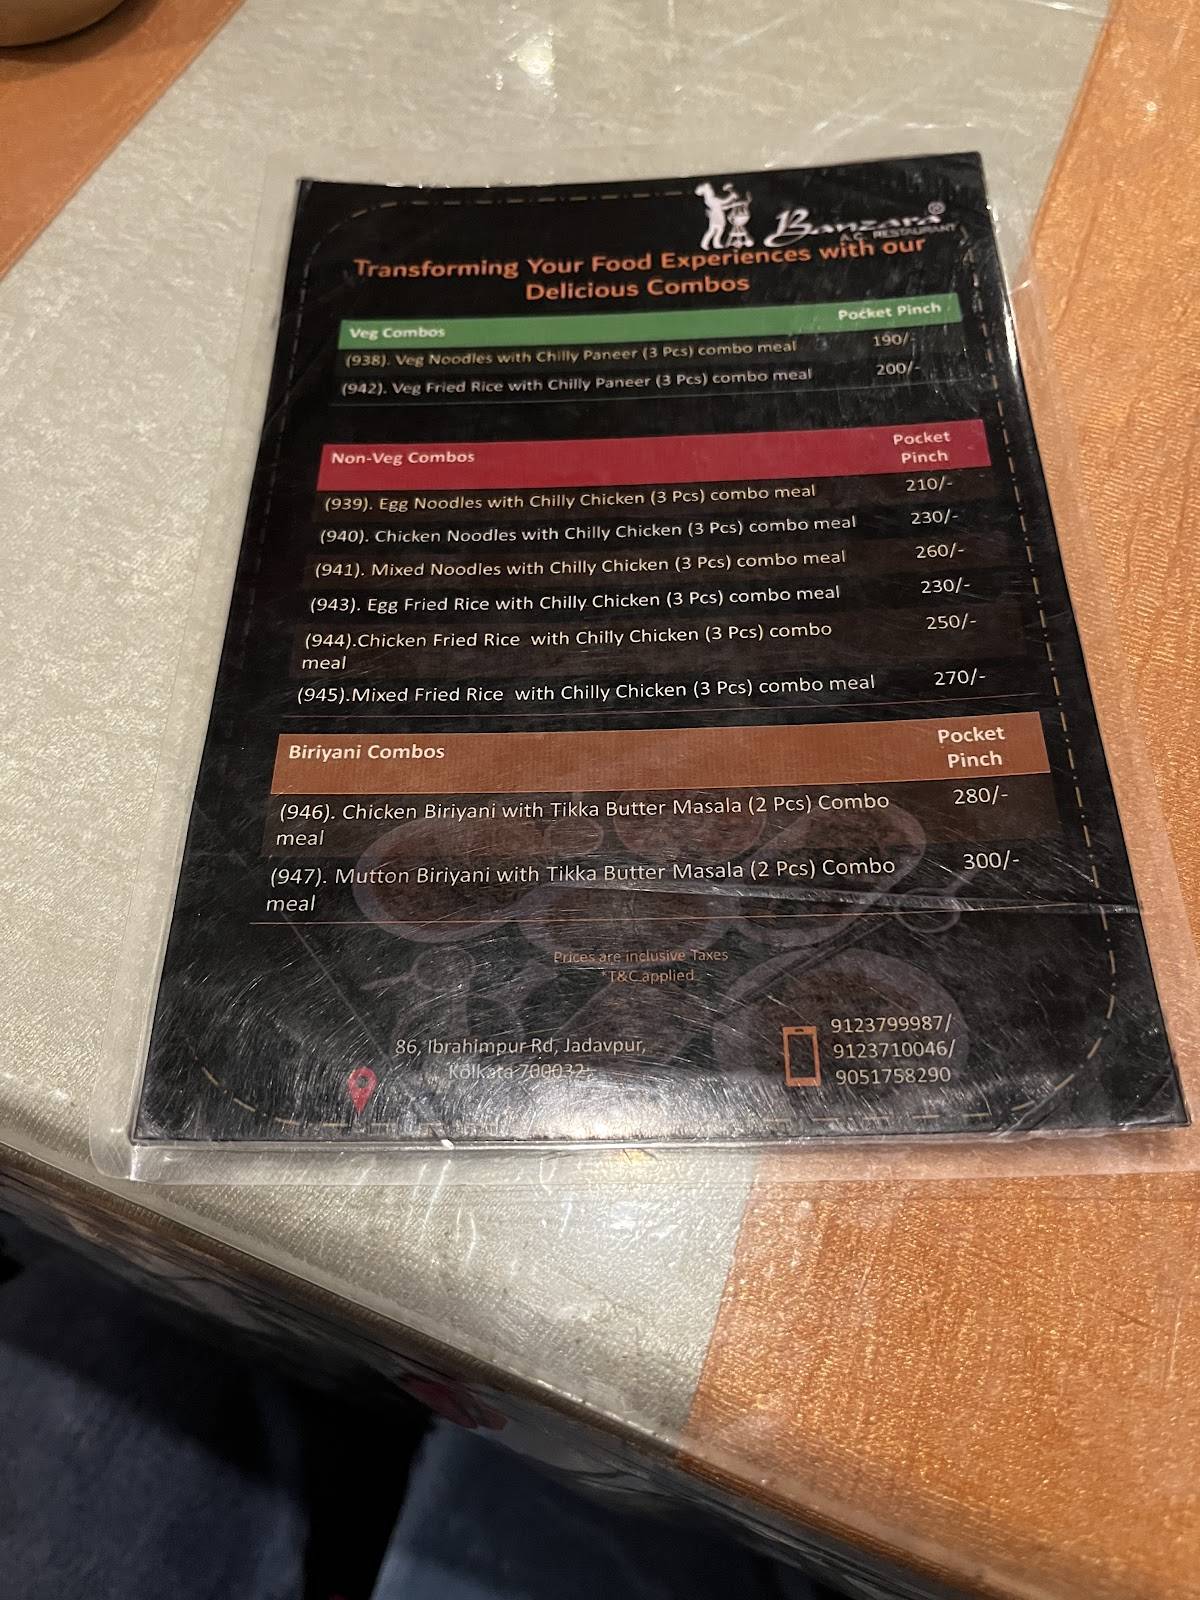 Banzara®
A.C. RESTAURANT
Transforming Your Food Experiences with our
Delicious Combos
Veg Combos Pocket Pinch
(938). Veg Noodles with Chilly Paneer (3 Pcs) combo meal 190/-
(942). Veg Fried Rice with Chilly Paneer (3 Pcs) combo meal 200/-
Non-Veg Combos Pocket
Pinch
(939). Egg Noodles with Chilly Chicken (3 Pcs) combo meal 210/-
(940). Chicken Noodles with Chilly Chicken (3 Pcs) combo meal 230/-
(941). Mixed Noodles with Chilly Chicken (3 Pcs) combo meal 260/-
(943). Egg Fried Rice with Chilly Chicken (3 Pcs) combo meal 230/-
(944).Chicken Fried Rice with Chilly Chicken (3 Pcs) combo 250/-
meal
(945).Mixed Fried Rice with Chilly Chicken (3 Pcs) combo meal 270/-
Biriyani Combos Pocket
Pinch
(946). Chicken Biriyani with Tikka Butter Masala (2 Pcs) Combo 280/-
meal
(947). Mutton Biriyani with Tikka Butter Masala (2 Pcs) Combo 300/-
meal
Prices are inclusive Taxes
*T&C applied
86, Ibrahimpur Rd, Jadavpur,
Kolkata 700032.
9123799987/
9123710046/
9051758290